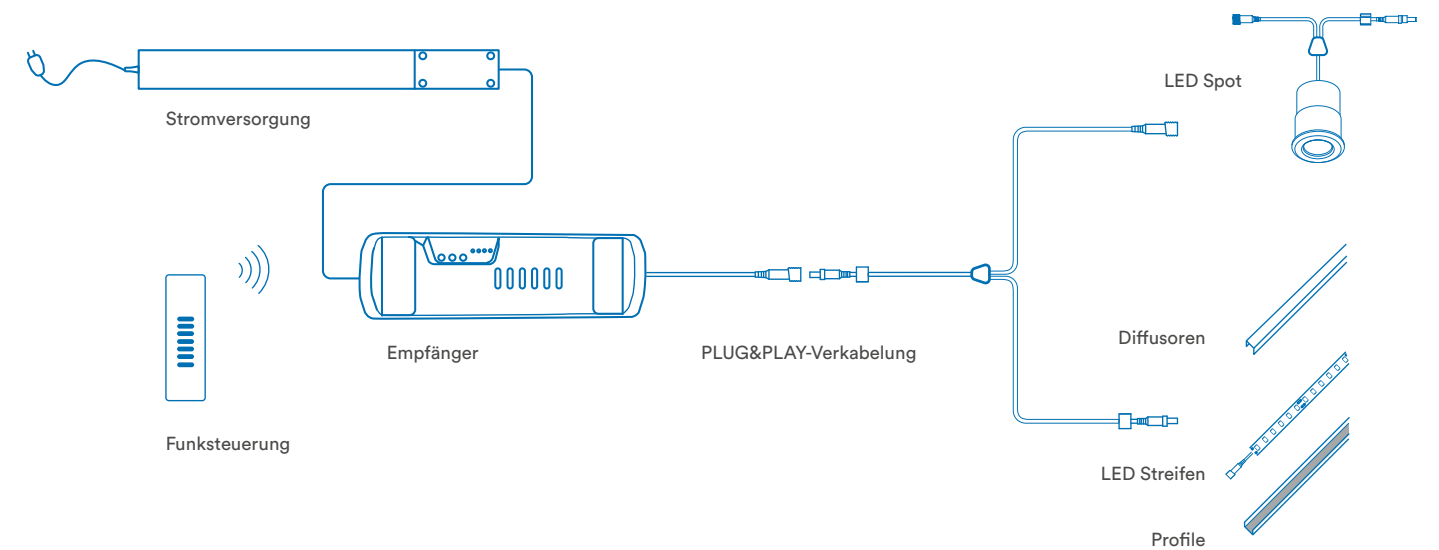 LED Spot
Stromversorgung
Diffusoren
Empfänger
PLUG&PLAY-Verkabelung
Funksteuerung
LED Streifen
Profile